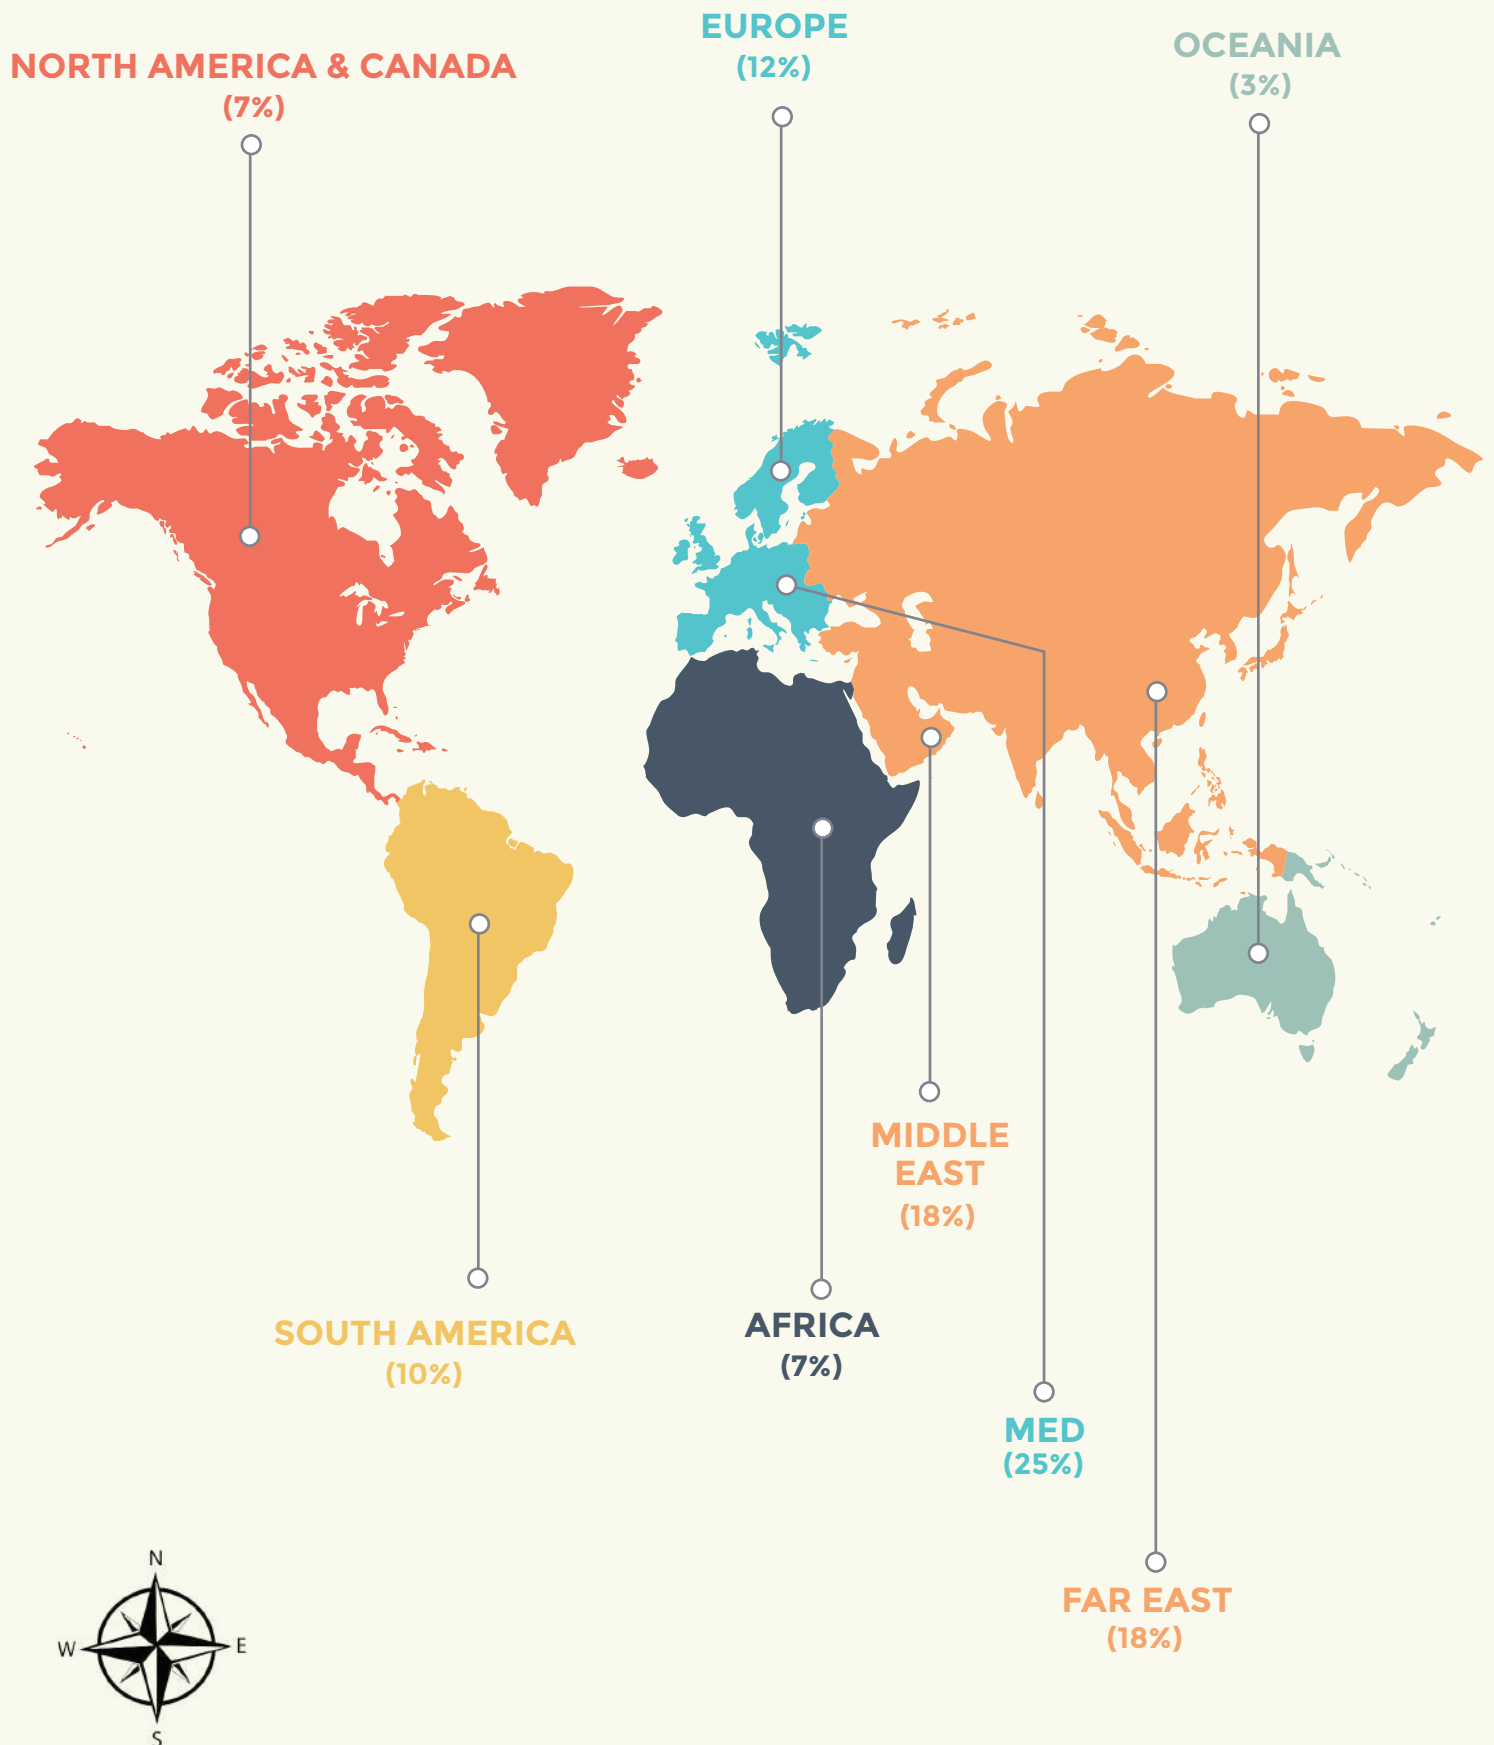 EUROPE
(12%)
OCEANIA
(3%)
NORTH AMERICA & CANADA
(7%)
MIDDLE
EAST
(18%)
SOUTH AMERICA
(10%)
AFRICA
(7%)
MED
(25%)
FAR EAST
(18%)
N
W
E
S